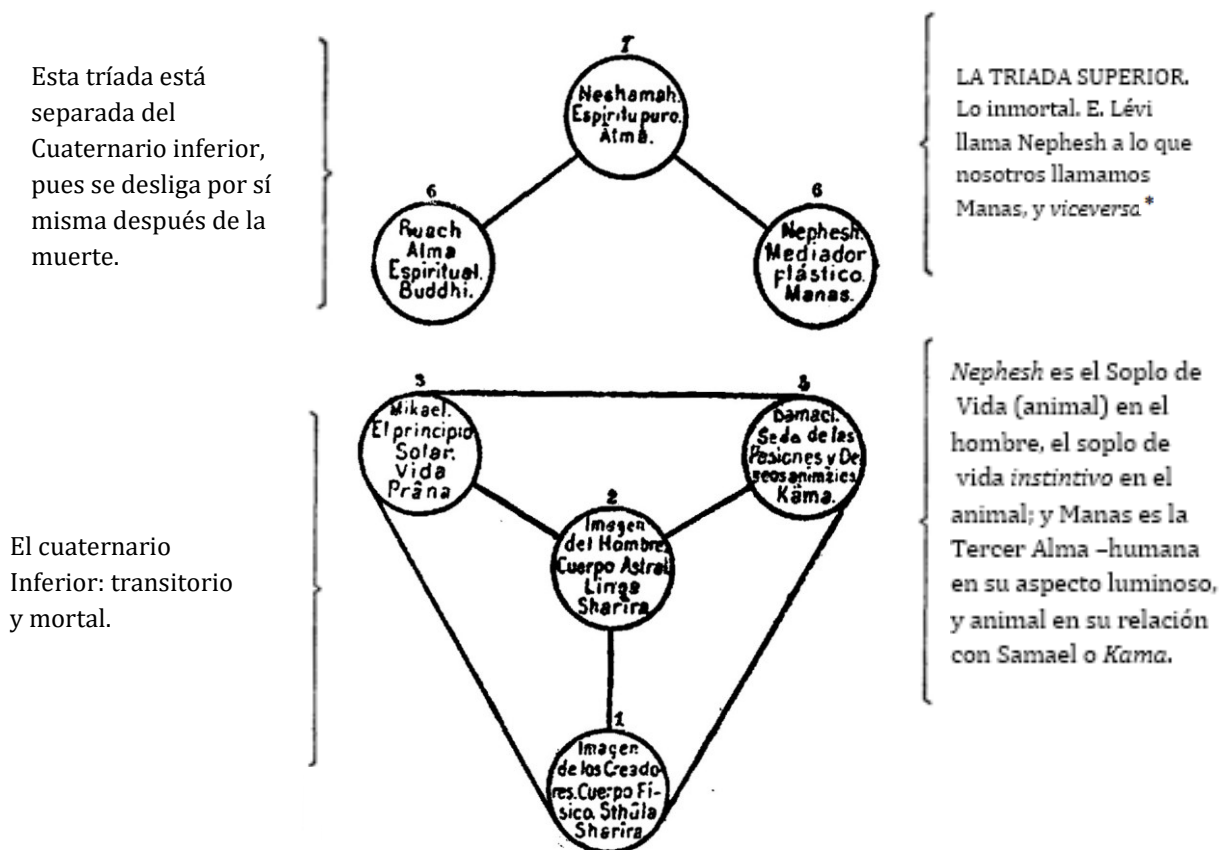 Esta tríada está
separada del
Cuaternario inferior,
pues se desliga por sí
misma después de la
muerte.
7
Neshamah.
Espíritu puro.
Âtmâ.
6
Ruach
Alma
Espiritual.
Buddhi.
6
Nephesh.
Mediador
plástico.
Manas.
LA TRIADA SUPERIOR.
Lo inmortal. E. Lévi
llama Nephesh a lo que
nosotros llamamos
Manas, y viceversa*
El cuaternario
Inferior: transitorio
y mortal.
3
Mikael.
El principio
Solar.
Vida
Prâna
Sede de las
Pasiones y De
seos animales
Kâma.
2
Imagen
del Hombre
Cuerpo Astral
Linga
Sharira
1
Imagen
de los Creado-
res. Cuerpo Fí-
sico. Sthûla
Sharira
Nephesh es el Soplo de
Vida (animal) en el
hombre, el soplo de
vida instintivo en el
animal; y Manas es la
Tercer Alma –humana
en su aspecto luminoso,
y animal en su relación
con Samael o Kama.